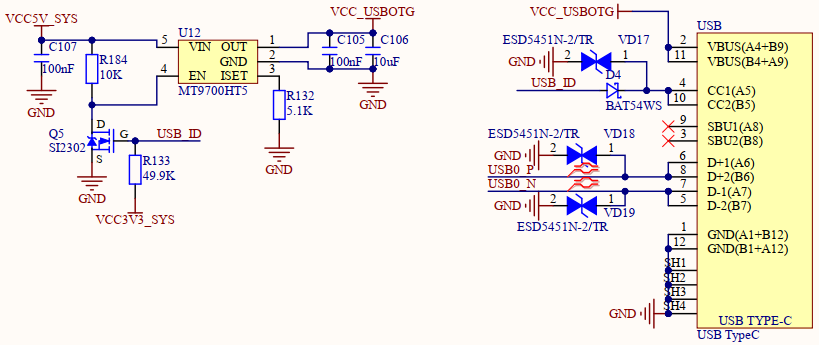 VCC5V_SYS
C107
100nF
GND
R184
10K
U12
5 VIN OUT 1
GND 2
4 EN ISET 3
MT9700HT5
VCC_USBOTG
C105
100nF
C106
10uF
GND
R132
5.1K
GND
Q5
SI2302
D
G
S
USB_ID
GND
R133
49.9K
VCC3V3_SYS
VCC_USBOTG
USB
2 VBUS(A4+B9)
11 VBUS(B4+A9)
ESD5451N-2/TR VD17
GND 2 1
USB_ID
D4
BAT54WS
4 CC1(A5)
10 CC2(B5)
9 SBU1(A8)
3 SBU2(B8)
ESD5451N-2/TR VD18
GND 2 1
USB0_P
USB0_N
6 D+1(A6)
8 D+2(B6)
7 D-1(A7)
5 D-2(B7)
GND 2 1
VD19
ESD5451N-2/TR
1 GND(A1+B12)
12 GND(B1+A12)
SH1
SH2
SH3
SH4
GND
USB TYPE-C
USB TypeC